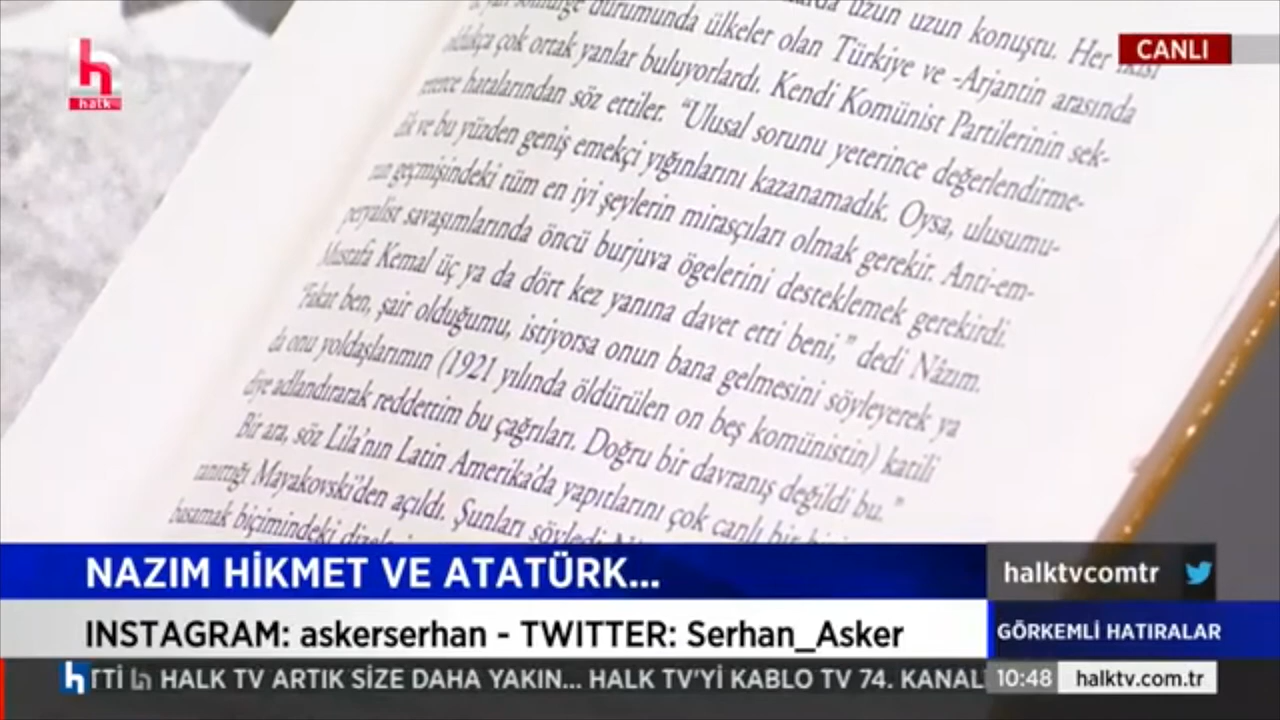 uzun uzun konuştu. Her ikisi
durumunda ülkeler olan Türkiye ve -Arjantin arasında
çok ortak yanlar buluyorlardı. Kendi Komünist Partilerinin sek-
hatalarından söz ettiler. "Ulusal sorunu yeterince değerlendirme-
dik ve bu yüzden geniş emekçi yığınlarını kazanamadık. Oysa, ulusumu-
zun geçmişindeki tüm en iyi şeylerin mirasçıları olmak gerekir. Anti-em-
peryalist savaşımlarında öncü burjuva ögelerini desteklemek gerekirdi.
Mustafa Kemal üç ya da dört kez yanına davet etti beni," dedi Nâzım.
"Fakat ben, şair olduğumu, istiyorsa onun bana gelmesini söyleyerek ya
da onu yoldaşlarımın (1921 yılında öldürülen on beş komünistin) katili
diye adlandırarak reddettim bu çağrıları. Doğru bir davranış değildi bu."
Bir ara, söz Lila'nın Latin Amerika'da yapıtlarını çok canlı bir
tanıttığı Mayakovski'den açıldı. Şunları söyledi
basamak biçimindeki
h
halk
CANLI
NAZIM HİKMET VE ATATÜRK...
halktvcomtr
INSTAGRAM: askerserhan - TWITTER: Serhan_Asker
GÖRKEMLİ HATIRALAR
TTİ HALK TV ARTIK SİZE DAHA YAKIN... HALK TV'Yİ KABLO TV 74. KANAL
10:48 halktv.com.tr